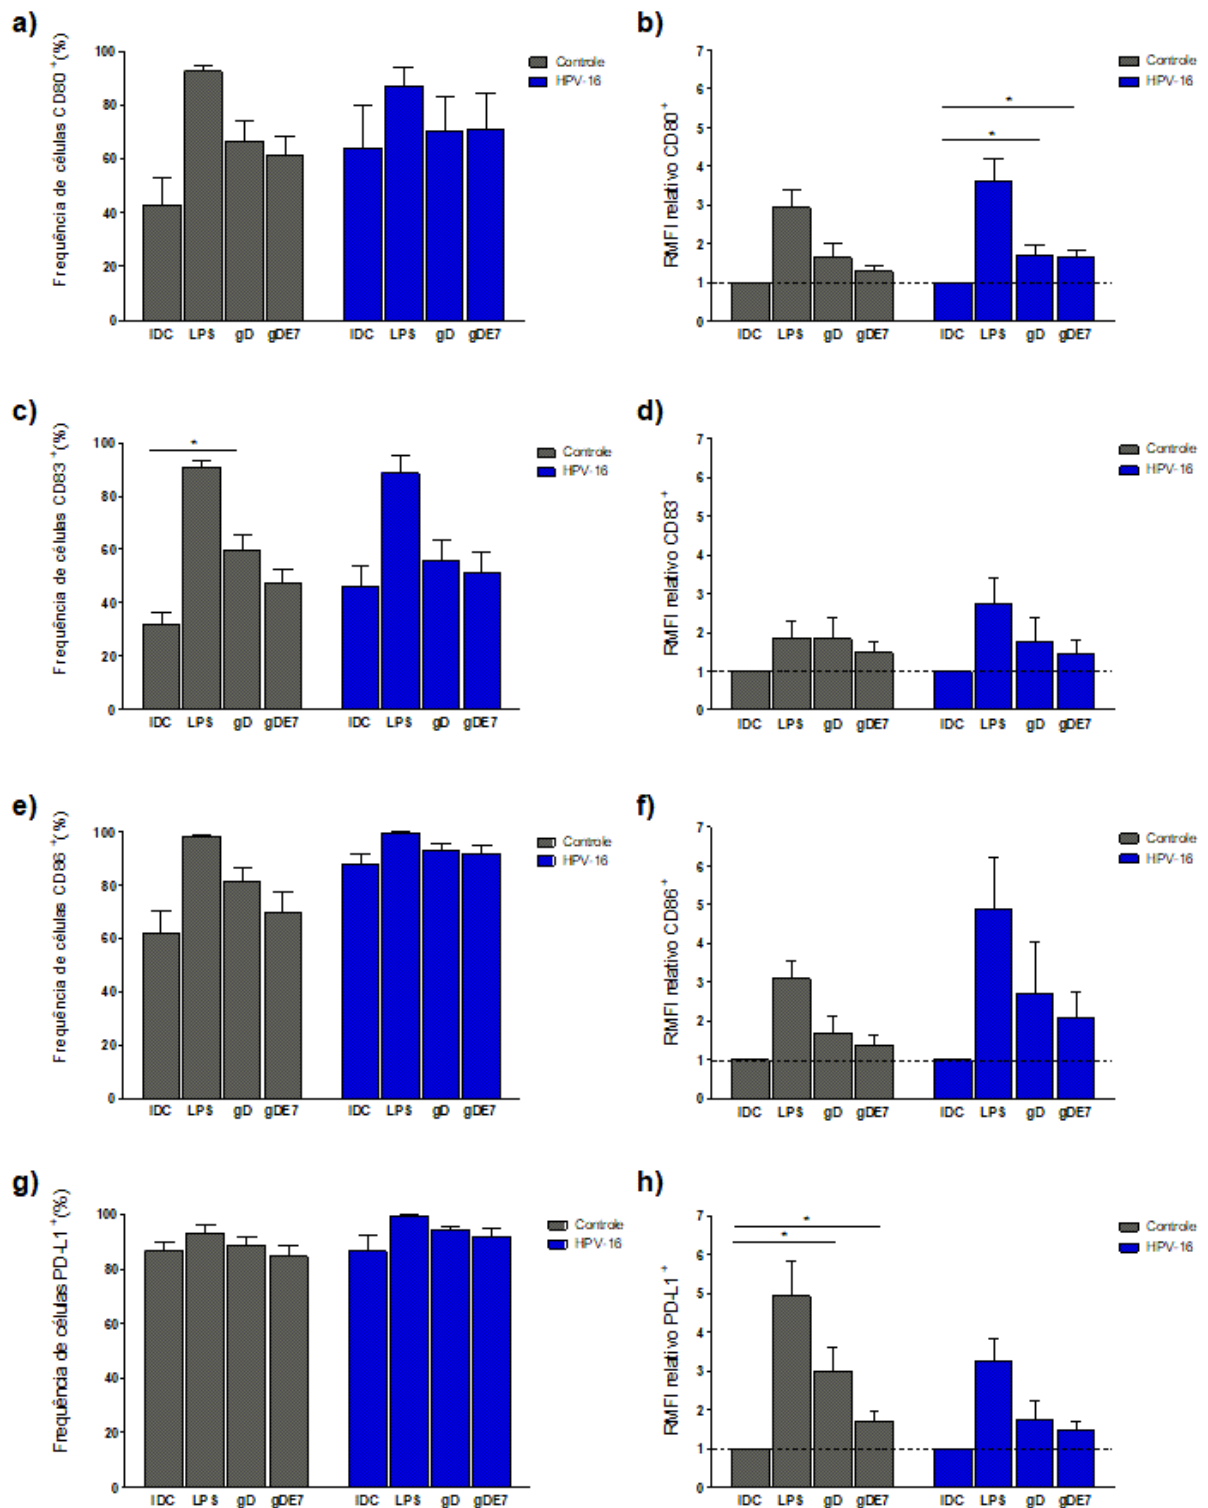 a)
Frequência de células CD80⁺(%)
100
80
60
40
20
0
IDC LPS gD gDE7 IDC LPS gD gDE7
Controle
HPV-16
b)
RMFI relativo CD80⁺
7
6
5
4
3
2
1
0
* 
*
IDC LPS gD gDE7 IDC LPS gD gDE7
Controle
HPV-16
c)
Frequência de células CD83⁺(%)
100
80
60
40
20
0
*
IDC LPS gD gDE7 IDC LPS gD gDE7
Controle
HPV-16
d)
RMFI relativo CD83⁺
7
6
5
4
3
2
1
0
IDC LPS gD gDE7 IDC LPS gD gDE7
Controle
HPV-16
e)
Frequência de células CD86⁺(%)
100
80
60
40
20
0
IDC LPS gD gDE7 IDC LPS gD gDE7
Controle
HPV-16
f)
RMFI relativo CD86⁺
7
6
5
4
3
2
1
0
IDC LPS gD gDE7 IDC LPS gD gDE7
Controle
HPV-16
g)
Frequência de células PD-L1⁺(%)
100
80
60
40
20
0
IDC LPS gD gDE7 IDC LPS gD gDE7
Controle
HPV-16
h)
RMFI relativo PD-L1⁺
7
6
5
4
3
2
1
0
*
*
IDC LPS gD gDE7 IDC LPS gD gDE7
Controle
HPV-16